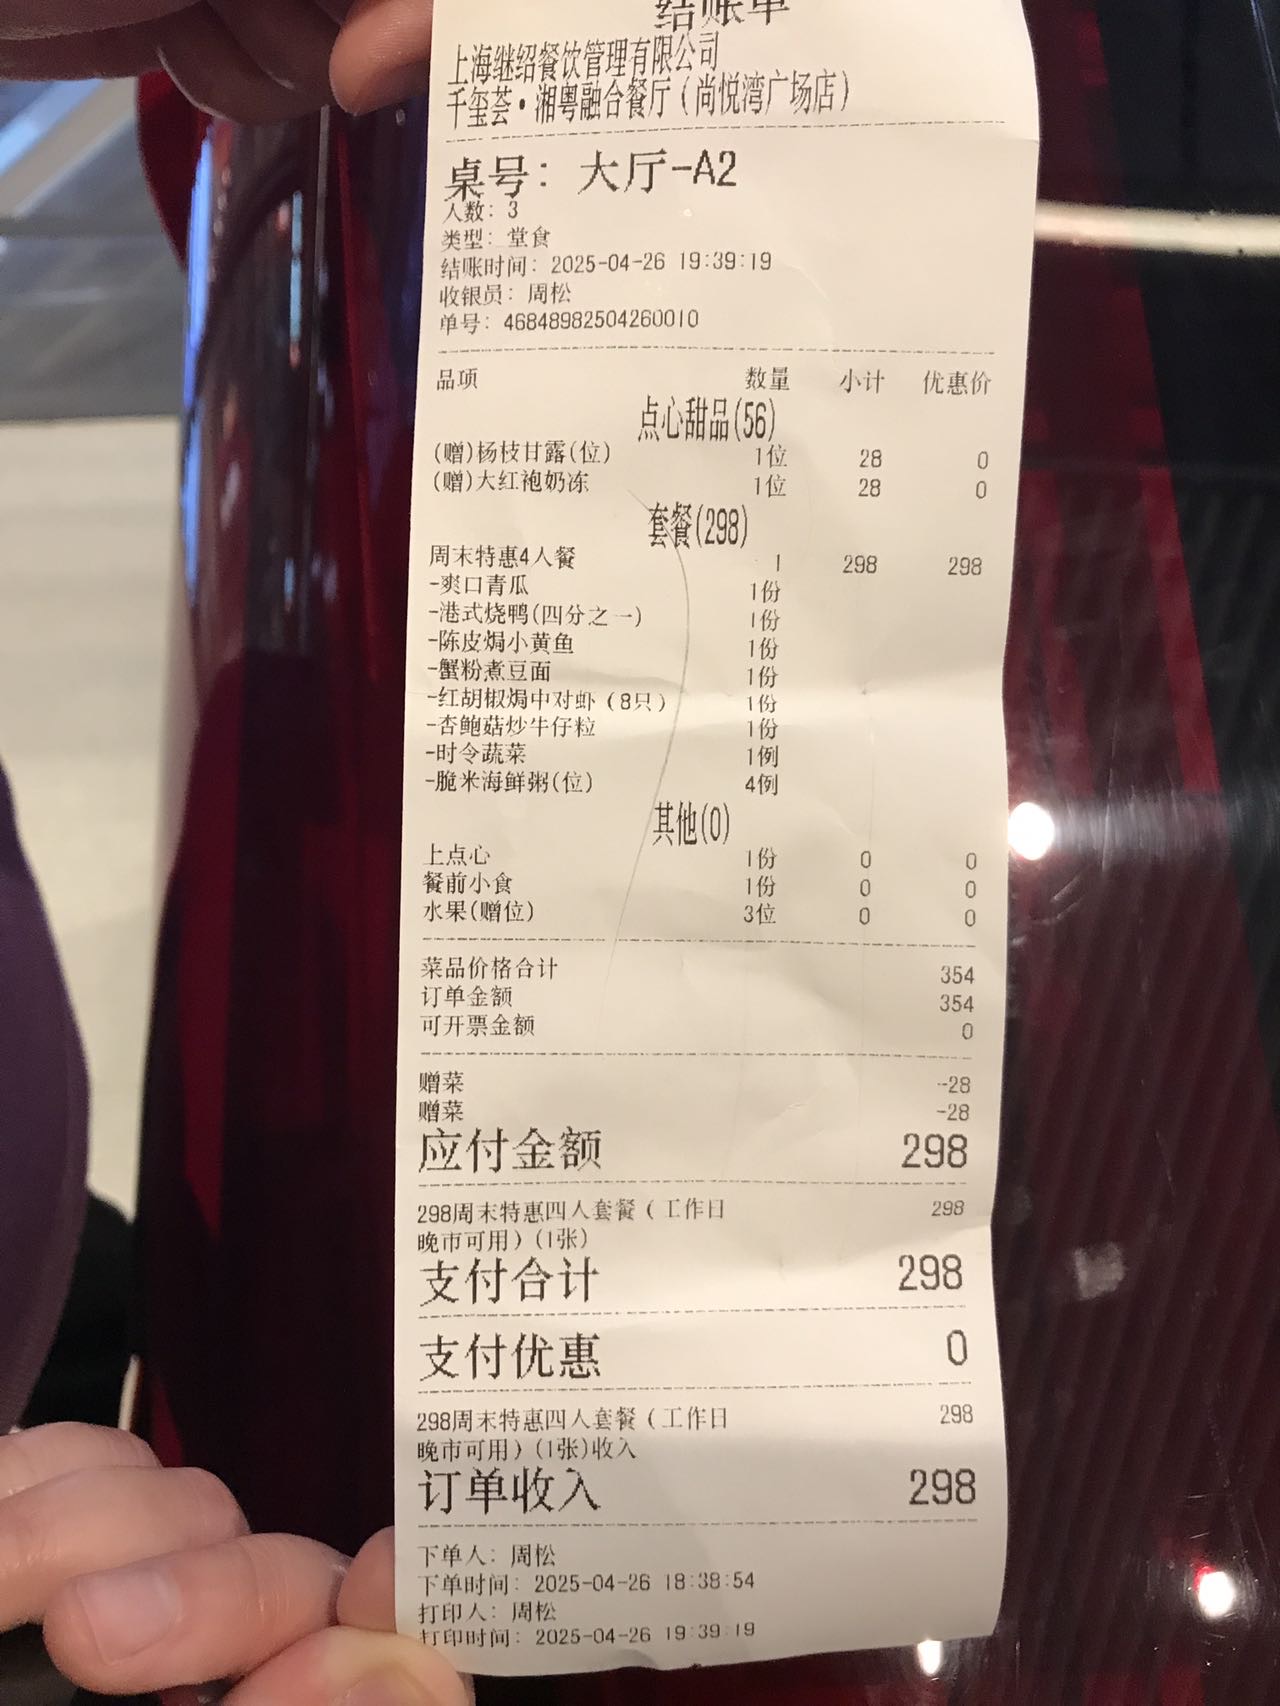 结账单
上海继绍餐饮管理有限公司
千玺荟·湘粤融合餐厅(尚悦湾广场店)
桌号: 大厅-A2
人数: 3
类型: 堂食
结账时间: 2025-04-26 19:39:19
收银员: 周松
单号: 46848982504260010
品项 数量 小计 优惠价
点心甜品(56)
(赠)杨枝甘露(位) 1位 28 0
(赠)大红袍奶冻 1位 28 0
套餐(298)
周末特惠4人餐 1 298 298
-爽口青瓜 1份
-港式烧鸭(四分之一) 1份
-陈皮焗小黄鱼 1份
-蟹粉煮豆面 1份
-红胡椒焗中对虾(8只) 1份
-杏鲍菇炒牛仔粒 1份
-时令蔬菜 1例
-脆米海鲜粥(位) 4例
其他(0)
上点心 1份 0 0
餐前小食 1份 0 0
水果(赠位) 3位 0 0
菜品价格合计 354
订单金额 354
可开票金额 0
赠菜 -28
赠菜 -28
应付金额 298
298周末特惠四人套餐(工作日 298
晚市可用)(1张)
支付合计 298
支付优惠 0
298周末特惠四人套餐(工作日 298
晚市可用)(1张)收入
订单收入 298
下单人: 周松
下单时间: 2025-04-26 18:38:54
打印人: 周松
打印时间: 2025-04-26 19:39:19